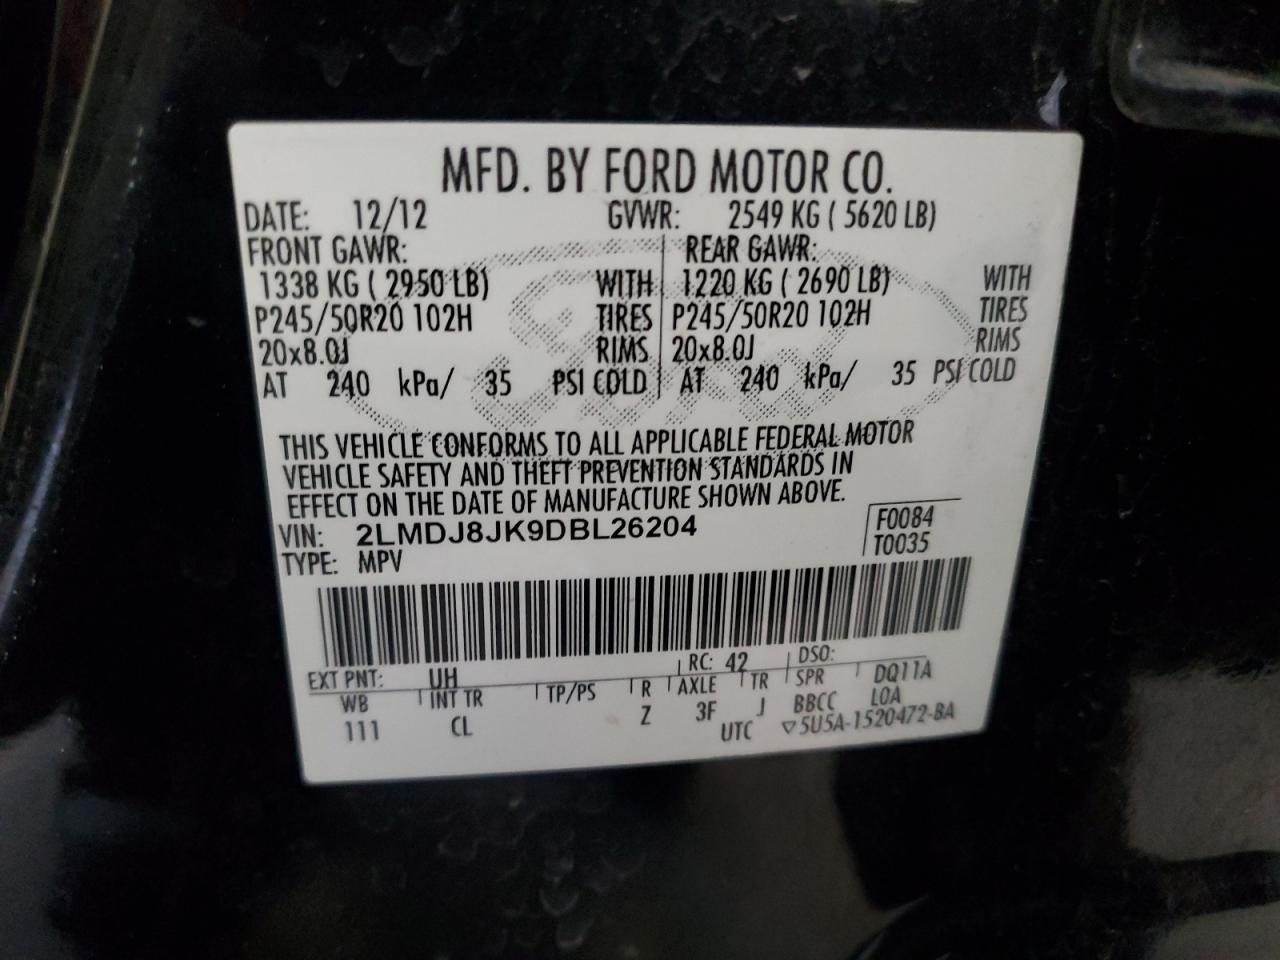 MFD. BY FORD MOTOR CO.
DATE: 12/12 GVWR: 2549 KG ( 5620 LB)
FRONT GAWR: REAR GAWR:
1338 KG ( 2950 LB) WITH 1220 KG ( 2690 LB) WITH
P245/50R20 102H TIRES P245/50R20 102H TIRES
20x8.0J RIMS 20x8.0J RIMS
AT 240 kPa/ 35 PSI COLD AT 240 kPa/ 35 PSI COLD
THIS VEHICLE CONFORMS TO ALL APPLICABLE FEDERAL MOTOR
VEHICLE SAFETY AND THEFT PREVENTION STANDARDS IN
EFFECT ON THE DATE OF MANUFACTURE SHOWN ABOVE.
VIN: 2LMDJ8JK9DBL26204 F0084
TYPE: MPV T0035
EXT PNT: UH RC: 42 DSO:
WB INT TR TP/PS R AXLE TR SPR DQ11A
111 CL Z 3F J BBCC LOA
UTC ▽5U5A-1520472-BA